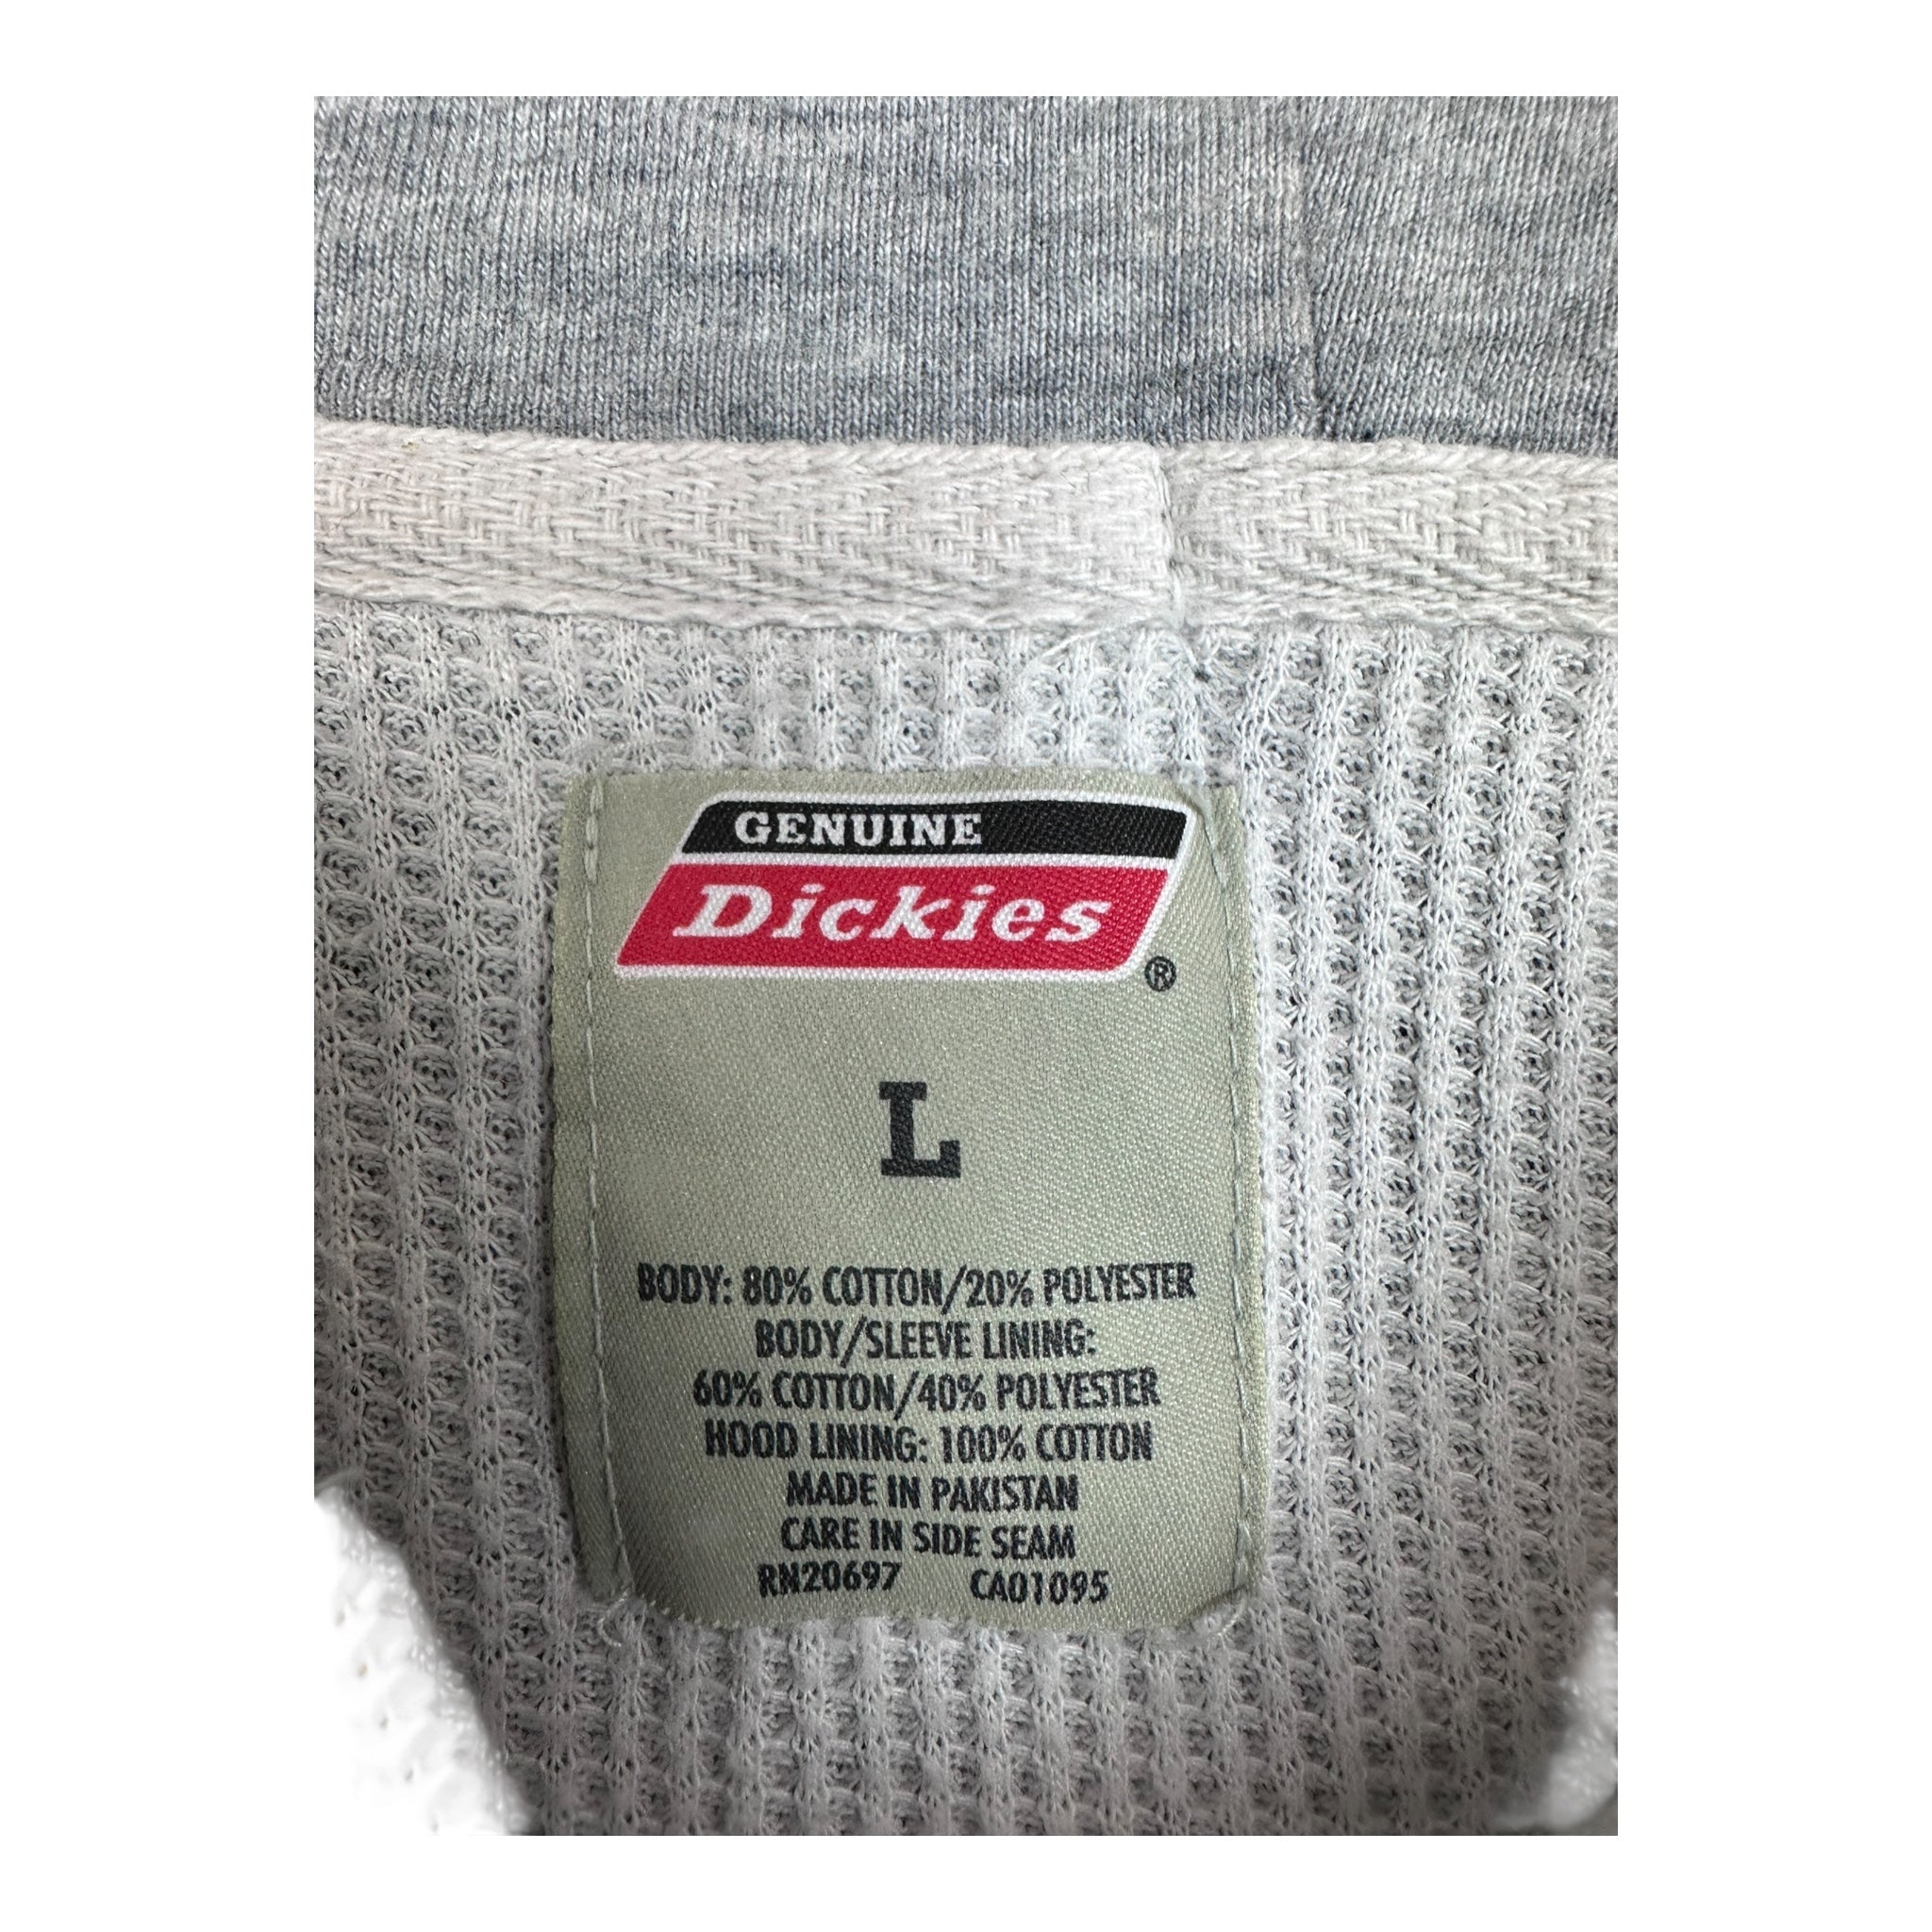 GENUINE
Dickies
®
L
BODY: 80% COTTON/20% POLYESTER
BODY/SLEEVE LINING:
60% COTTON/40% POLYESTER
HOOD LINING: 100% COTTON
MADE IN PAKISTAN
CARE IN SIDE SEAM
RN20697 CA01095